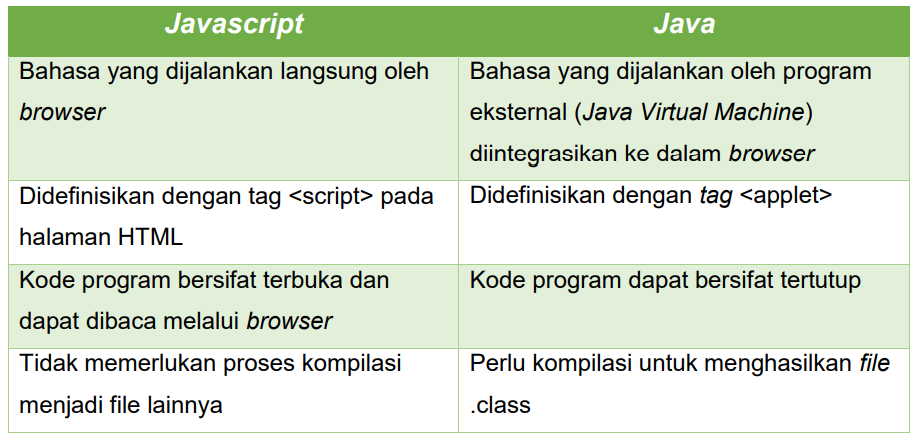 Javascript
Java
Bahasa yang dijalankan langsung oleh
browser
Bahasa yang dijalankan oleh program
eksternal (Java Virtual Machine)
diintegrasikan ke dalam browser
Didefinisikan dengan tag <script> pada
halaman HTML
Didefinisikan dengan tag <applet>
Kode program bersifat terbuka dan
dapat dibaca melalui browser
Kode program dapat bersifat tertutup
Tidak memerlukan proses kompilasi
menjadi file lainnya
Perlu kompilasi untuk menghasilkan file
.class